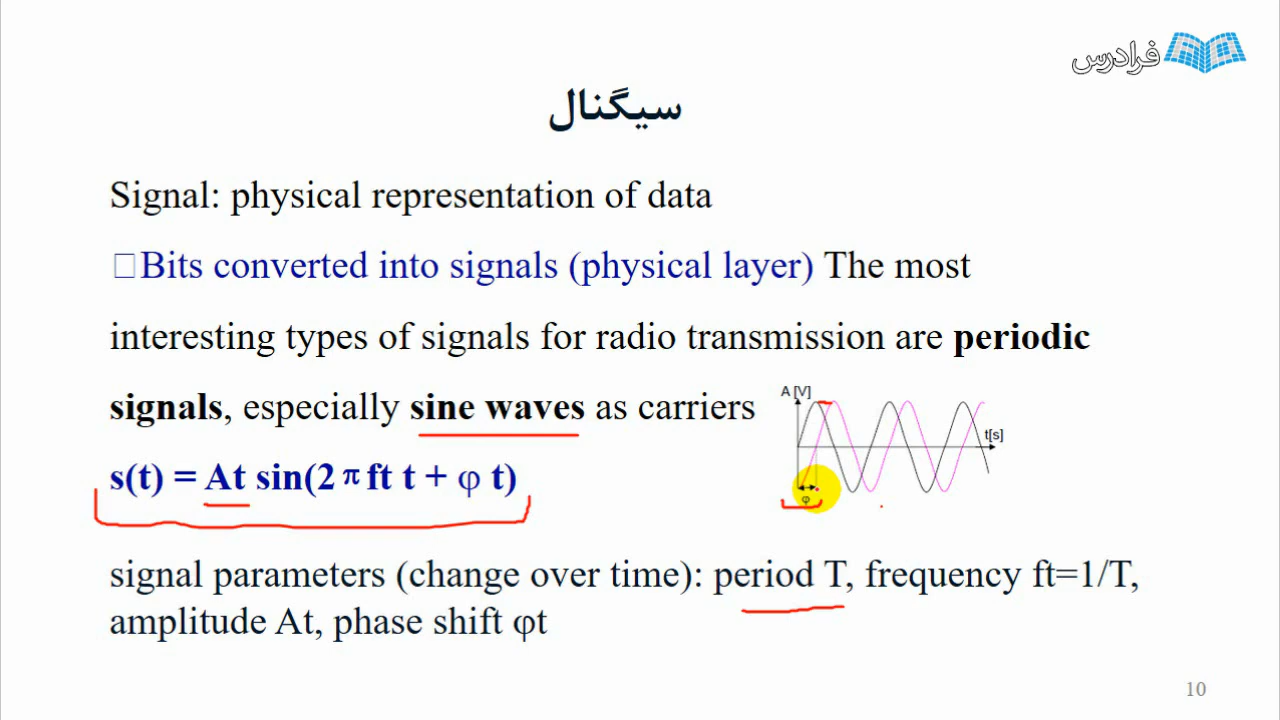 فرادرس
سیگنال
Signal: physical representation of data
Bits converted into signals (physical layer) The most
interesting types of signals for radio transmission are periodic
signals, especially sine waves as carriers
A [V]
t[s]
φ
s(t) = At sin(2 π ft t + φ t)
signal parameters (change over time): period T, frequency ft=1/T,
amplitude At, phase shift φt
10